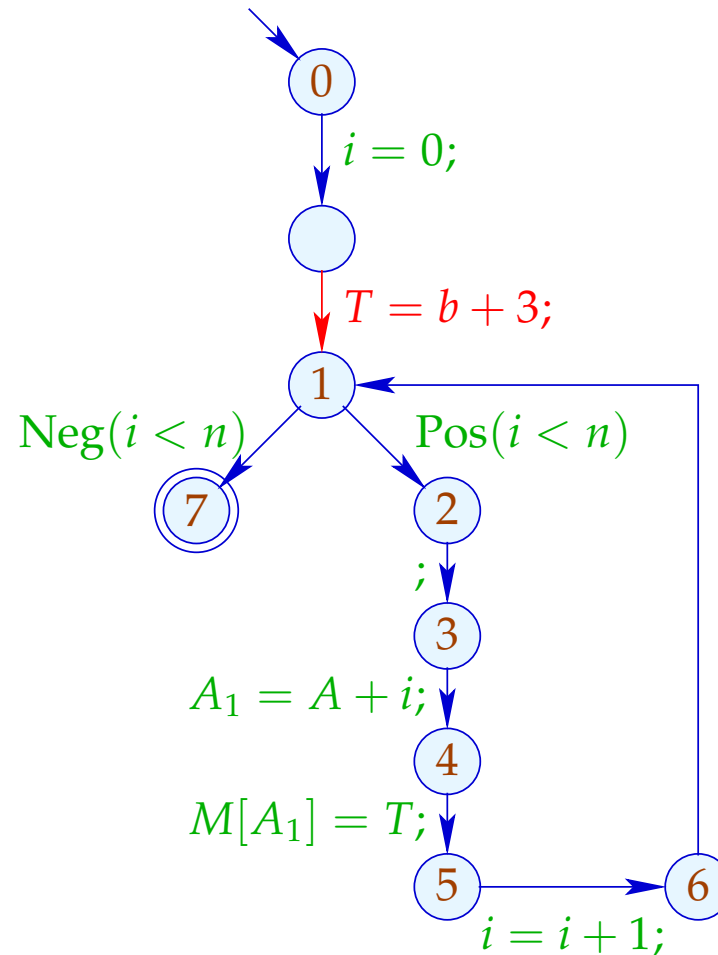 0
i = 0;
T = b + 3;
1
Neg(i < n)
Pos(i < n)
7
2
;
3
A₁ = A + i;
4
M[A₁] = T;
5
6
i = i + 1;